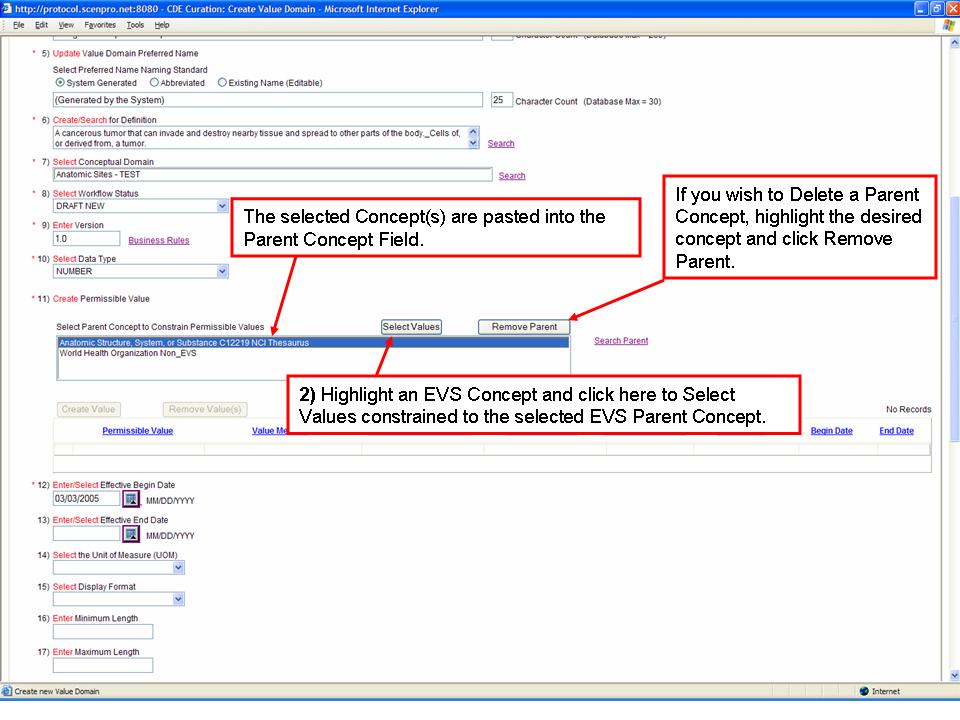 http://protocol.scenpro.net:8080 - CDE Curation: Create Value Domain - Microsoft Internet Explorer
File Edit View Favorites Tools Help
* 5) Update Value Domain Preferred Name
Select Preferred Name Naming Standard
System Generated Abbreviated Existing Name (Editable)
(Generated by the System) 25 Character Count (Database Max = 30)
* 6) Create/Search for Definition
A cancerous tumor that can invade and destroy nearby tissue and spread to other parts of the body,_Cells of,
or derived from, a tumor. Search
* 7) Select Conceptual Domain
Anatomic Sites - TEST Search
* 8) Select Workflow Status
DRAFT NEW
The selected Concept(s) are pasted into the
Parent Concept Field.
If you wish to Delete a Parent
Concept, highlight the desired
concept and click Remove
Parent.
* 9) Enter Version
1.0 Business Rules
* 10) Select Data Type
NUMBER
* 11) Create Permissible Value
Select Parent Concept to Constrain Permissible Values Select Values Remove Parent
Anatomic Structure, System, or Substance C12219 NCI Thesaurus Search Parent
World Health Organization Non_EVS
2) Highlight an EVS Concept and click here to Select
Values constrained to the selected EVS Parent Concept.
Create Value Remove Value(s) No Records
Permissible Value Value Me Begin Date End Date
* 12) Enter/Select Effective Begin Date
03/03/2005 MM/DD/YYYY
13) Enter/Select Effective End Date
MM/DD/YYYY
14) Select the Unit of Measure (UOM)
15) Select Display Format
16) Enter Minimum Length
17) Enter Maximum Length
Create new Value Domain Internet